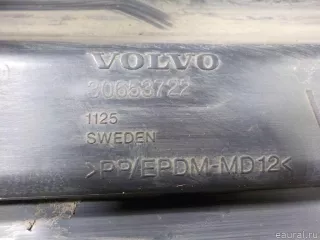 VOLVO
30653722
1125
SWEDEN
>PP/EPDM-MD12<
eaural.ru